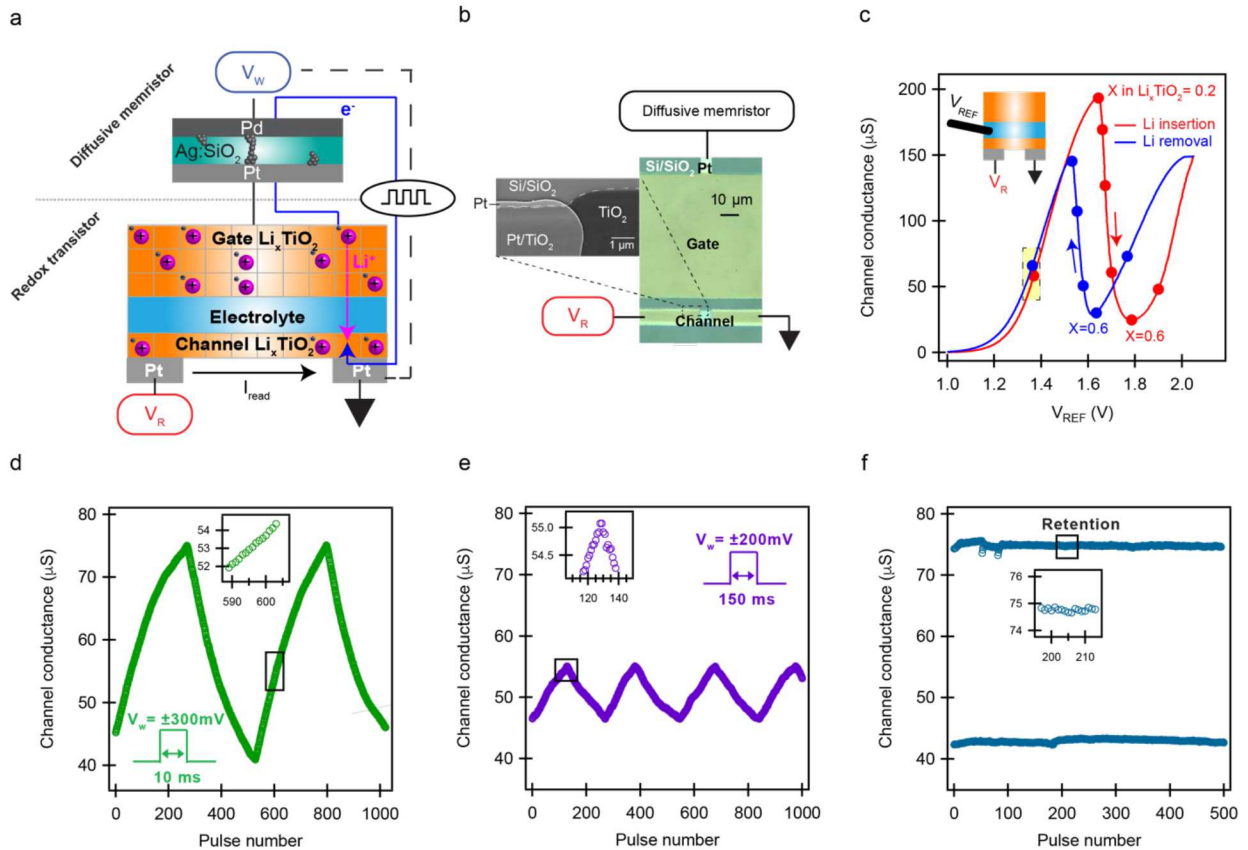 a
Diffusive memristor
Redox transistor
V_W
e⁻
Pd
Ag:SiO₂
Pt
Gate LiₓTiO₂
Li⁺
Electrolyte
Channel LiₓTiO₂
Pt
Pt
I_read
V_R
b
Diffusive memristor
Si/SiO₂
Pt
Si/SiO₂
Pt
TiO₂
Pt/TiO₂
1 μm
10 μm
Gate
V_R
Channel
c
Channel conductance (μS)
200
150
100
50
0
1.0
1.2
1.4
1.6
1.8
2.0
V_REF (V)
V_REF
V_R
X in LiₓTiO₂= 0.2
Li insertion
Li removal
X=0.6
X=0.6
d
Channel conductance (μS)
80
70
60
50
40
0
200
400
600
800
1000
Pulse number
54
53
52
590
600
V_w = ±300mV
10 ms
e
Channel conductance (μS)
80
70
60
50
40
0
200
400
600
800
1000
Pulse number
55.0
54.5
120
140
V_w = ±200mV
150 ms
f
Channel conductance (μS)
80
70
60
50
40
0
100
200
300
400
500
Pulse number
Retention
76
75
74
200
210